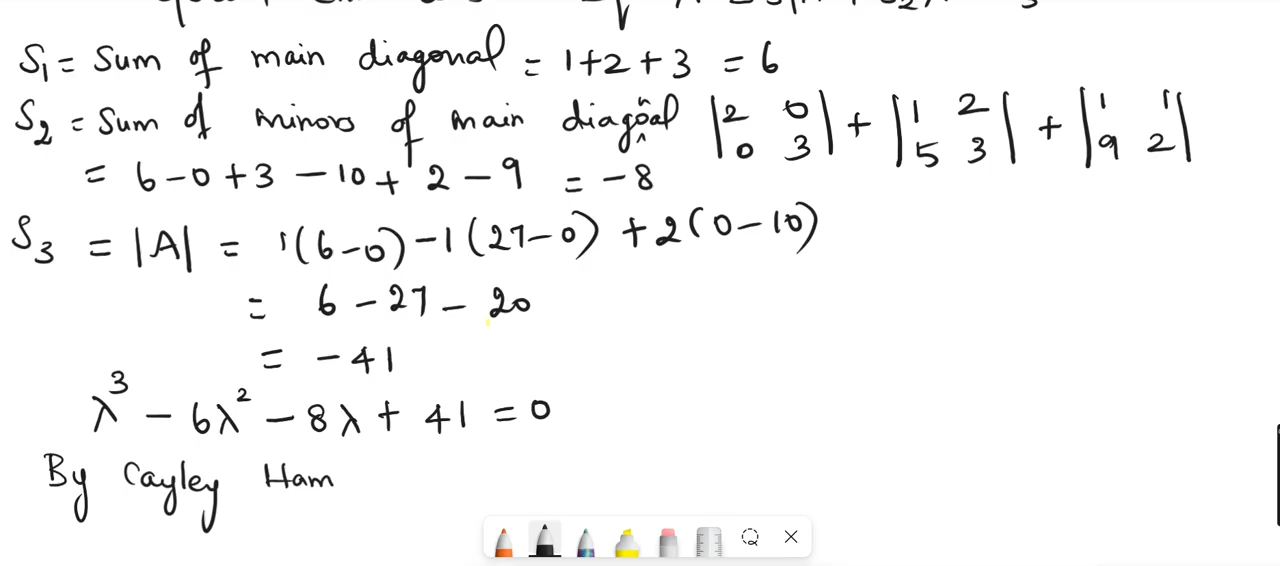 S₁ = Sum of main diagonal = 1+2+3 = 6
S₂ = Sum of minors of main diagonal |2 0; 0 3| + |1 2; 5 3| + |1 1; 9 2|
= 6-0+3-10+2-9 = -8
S₃ = |A| = 1(6-0)-1(27-0)+2(0-10)
= 6-27-20
= -41
λ³ - 6λ² - 8λ + 41 = 0
By Cayley Ham